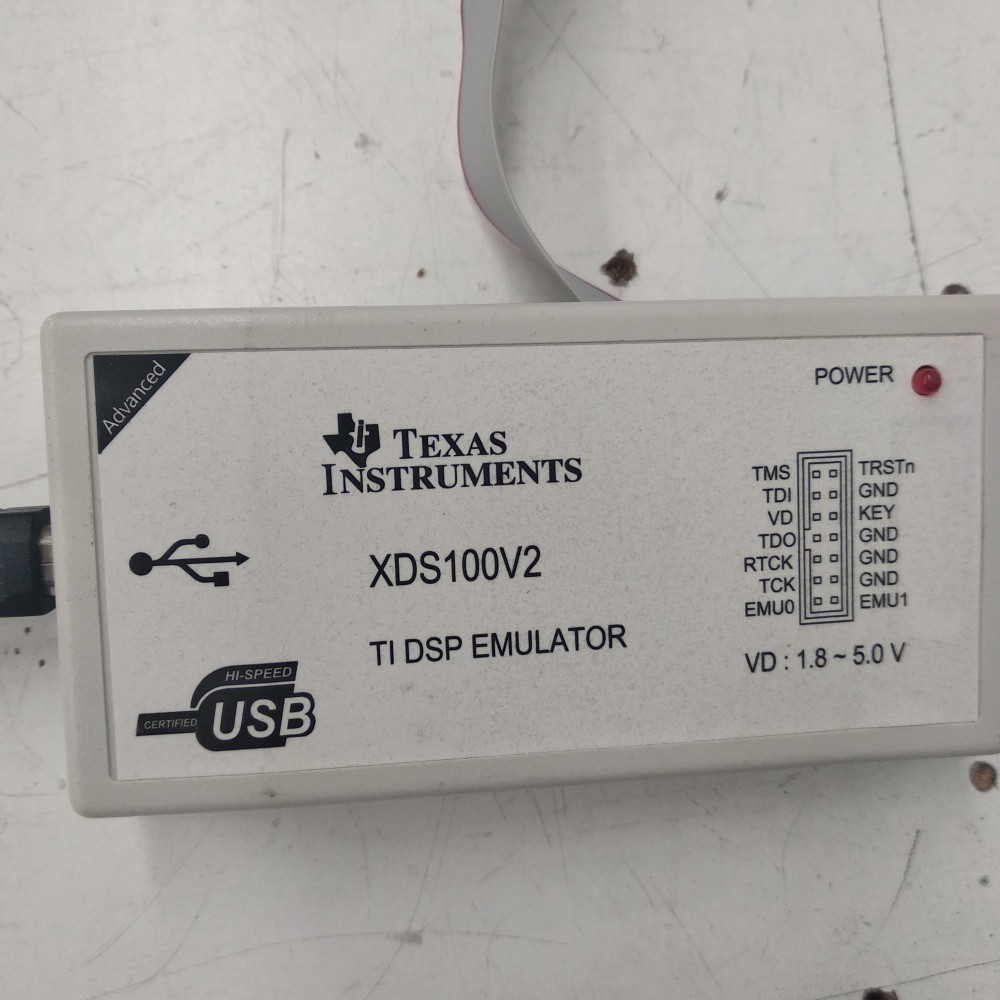 Advanced
POWER
TEXAS
INSTRUMENTS
XDS100V2
TI DSP EMULATOR
TMS TRSTn
TDI GND
VD KEY
TDO GND
RTCK GND
TCK GND
EMU0 EMU1
VD : 1.8 ~ 5.0 V
HI-SPEED
CERTIFIED USB